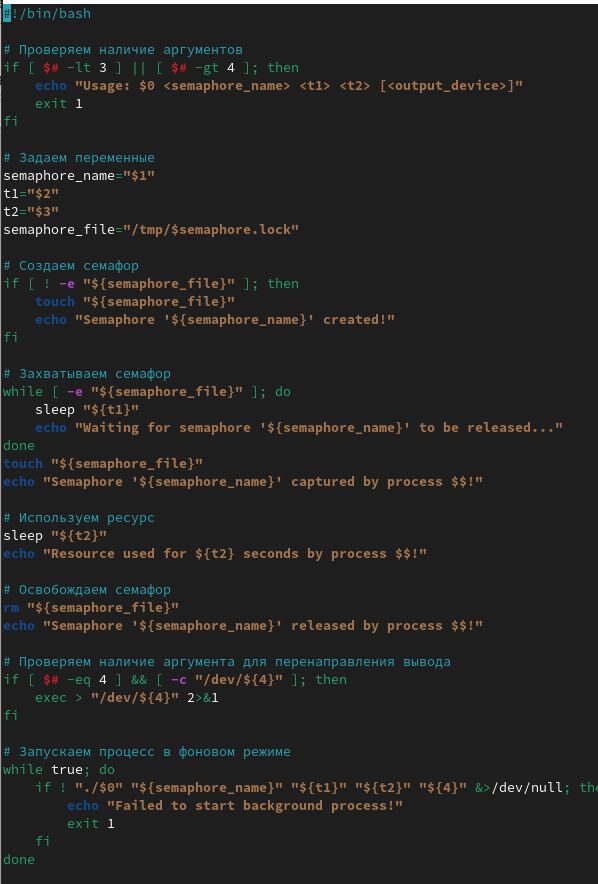 #!/bin/bash
# Проверяем наличие аргументов
if [ $# -lt 3 ] || [ $# -gt 4 ]; then
    echo "Usage: $0 <semaphore_name> <t1> <t2> [<output_device>]"
    exit 1
fi
# Задаем переменные
semaphore_name="$1"
t1="$2"
t2="$3"
semaphore_file="/tmp/$semaphore.lock"
# Создаем семафор
if [ ! -e "${semaphore_file}" ]; then
    touch "${semaphore_file}"
    echo "Semaphore '${semaphore_name}' created!"
fi
# Захватываем семафор
while [ -e "${semaphore_file}" ]; do
    sleep "${t1}"
    echo "Waiting for semaphore '${semaphore_name}' to be released..."
done
touch "${semaphore_file}"
echo "Semaphore '${semaphore_name}' captured by process $$!"
# Используем ресурс
sleep "${t2}"
echo "Resource used for ${t2} seconds by process $$!"
# Освобождаем семафор
rm "${semaphore_file}"
echo "Semaphore '${semaphore_name}' released by process $$!"
# Проверяем наличие аргумента для перенаправления вывода
if [ $# -eq 4 ] && [ -c "/dev/${4}" ]; then
    exec > "/dev/${4}" 2>&1
fi
# Запускаем процесс в фоновом режиме
while true; do
    if ! "./$0" "${semaphore_name}" "${t1}" "${t2}" "${4}" &>/dev/null; the
        echo "Failed to start background process!"
        exit 1
    fi
done